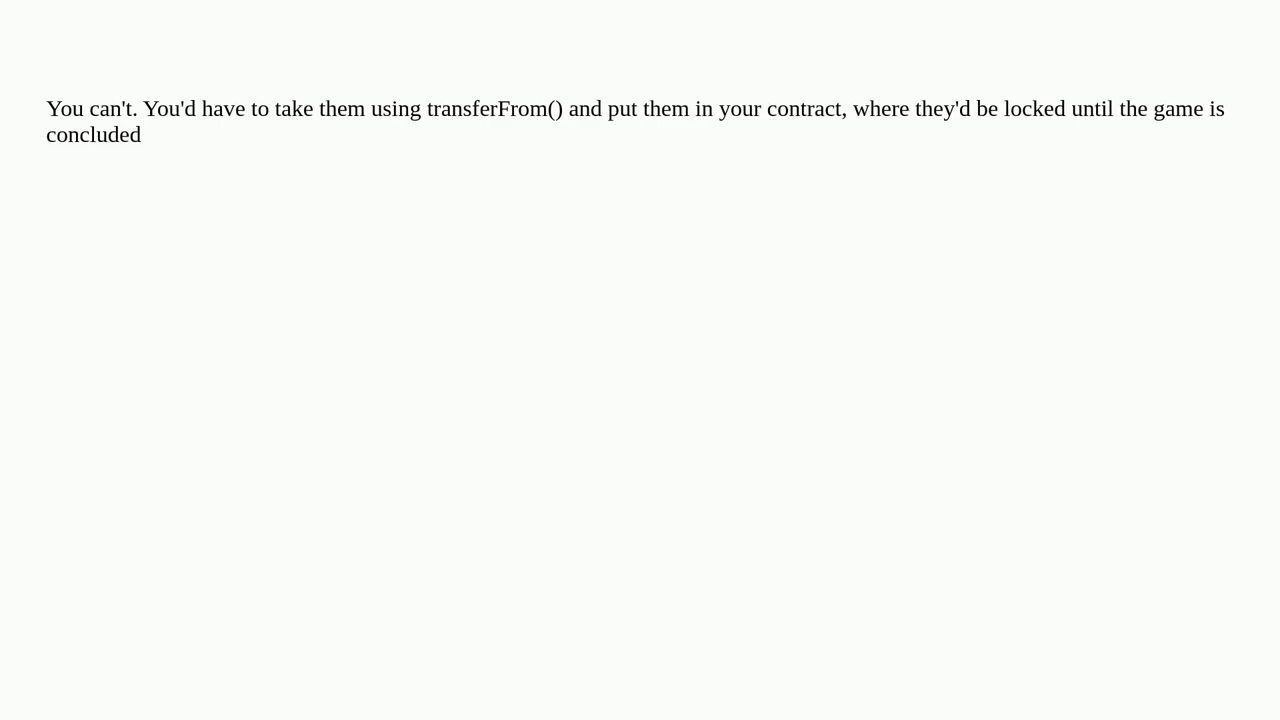 You can't. You'd have to take them using transferFrom() and put them in your contract, where they'd be locked until the game is
concluded